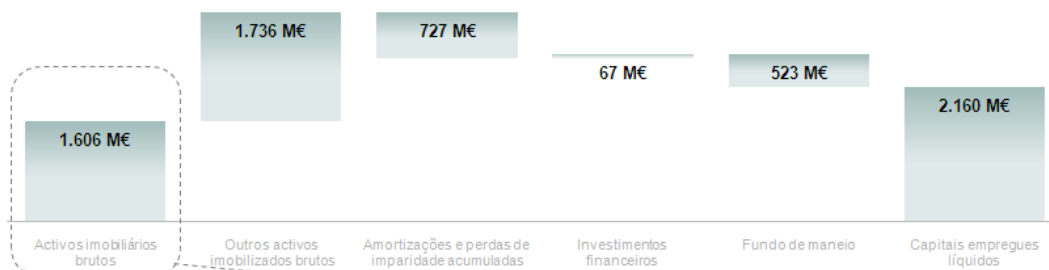 1.736 M€
727 M€
67 M€
523 M€
2.160 M€
1.606 M€
Activos imobiliários
brutos
Outros activos
imobilizados brutos
Amortizações e perdas de
imparidade acumuladas
Investimentos
financeiros
Fundo de maneio
Capitais empregues
líquidos